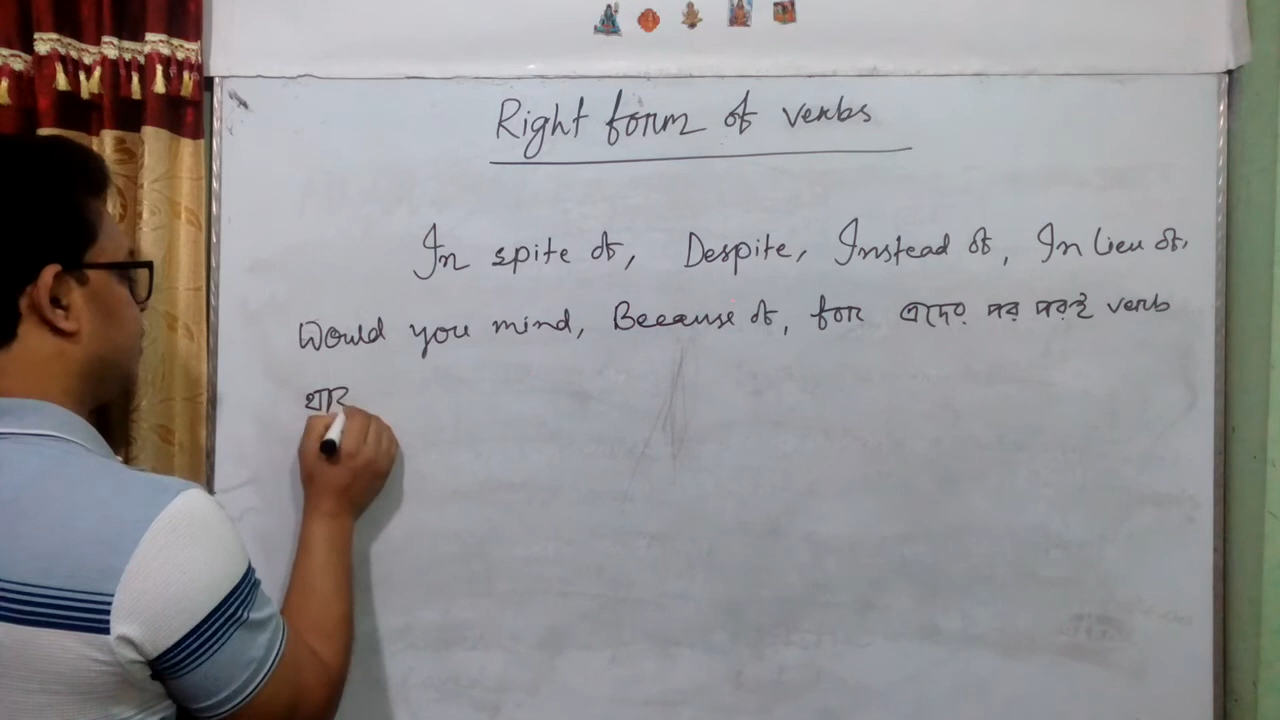 Right form of verbs
In spite of, Despite, Instead of, In lieu of,
Would you mind, Because of, for এদের পর পরই verb
থাক